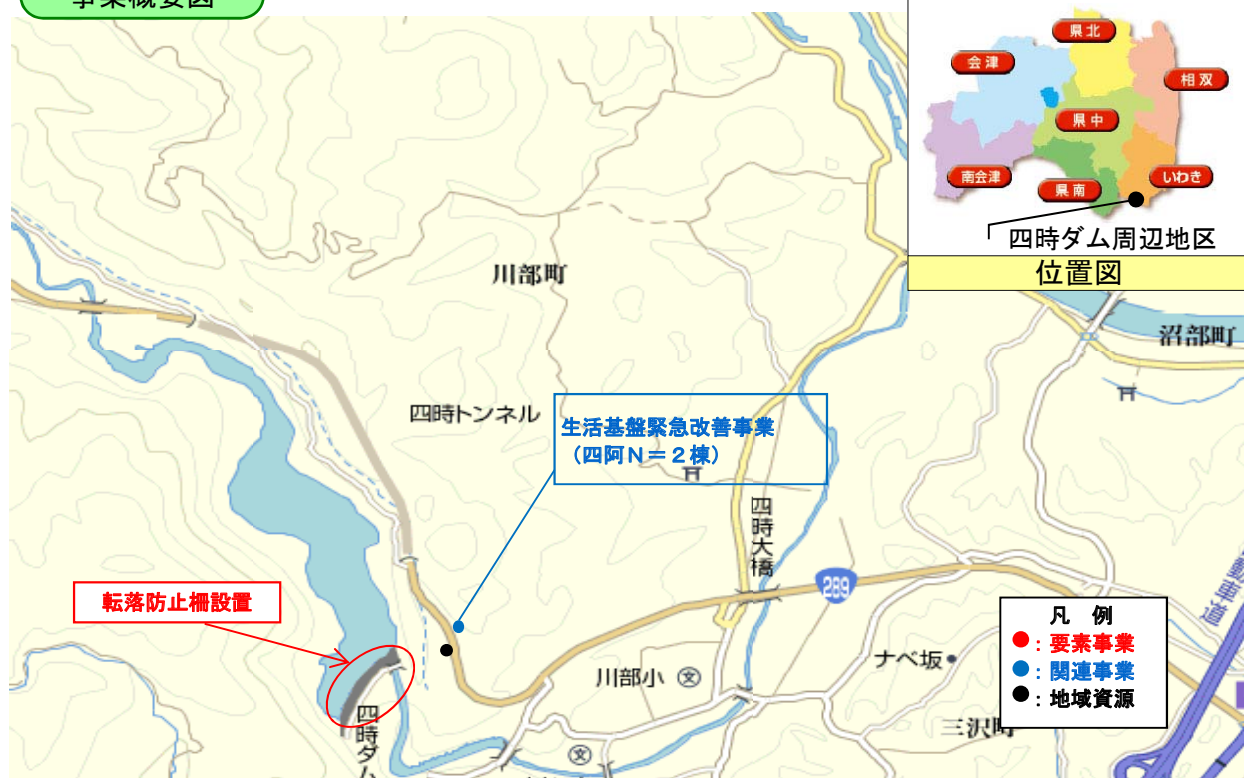 事業概要図
県北
会津
相双
県中
南会津
県南
いわき
四時ダム周辺地区
位置図
川部町
沼部町
四時トンネル
生活基盤緊急改善事業
(四阿N=2棟)
四時大橋
289
転落防止柵設置
動車道
川部小
文
ナベ坂
凡 例
●:要素事業
●:関連事業
●:地域資源
四時ダム
三沢町
文